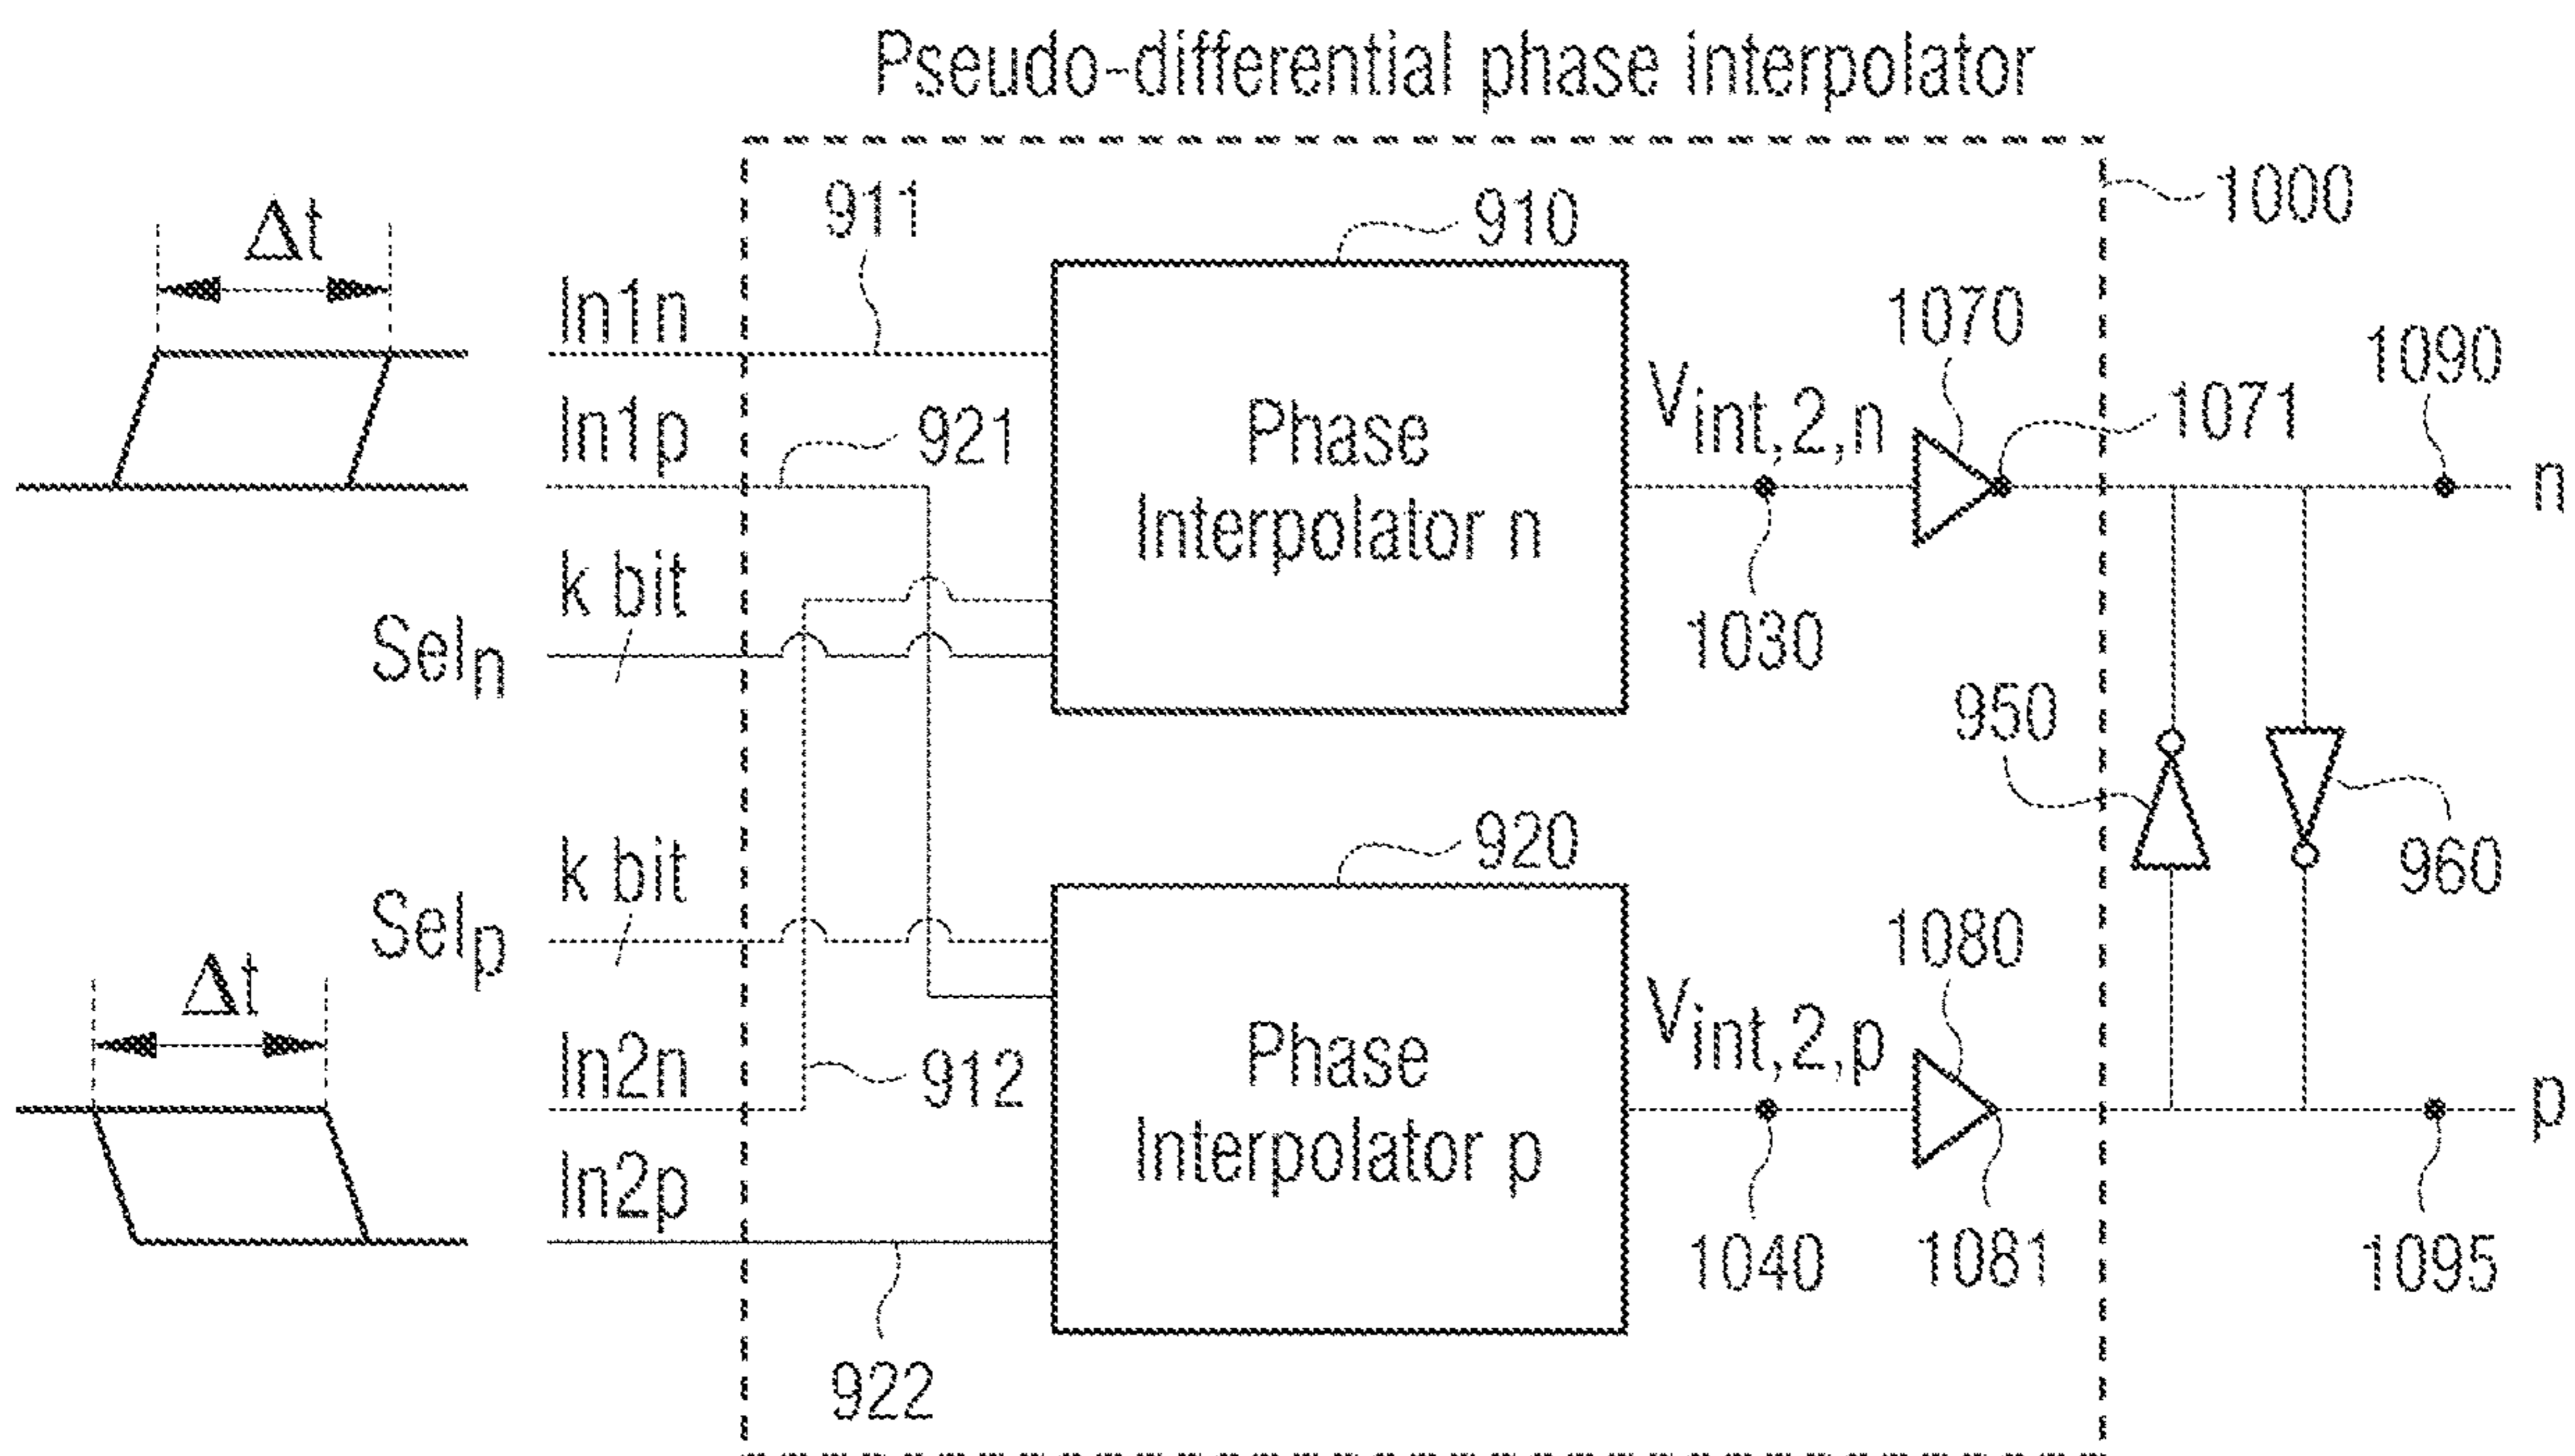 Pseudo-differential phase interpolator
1000
911
910
Δt
In1n
1070
1090
Vint,2,n
1071
In1p
921
Phase
Interpolator n
n
k bit
Seln
1030
950
960
k bit
Selp
920
1080
Δt
Vint,2,p
In2n
912
Phase
Interpolator p
p
In2p
1040
1081
1095
922